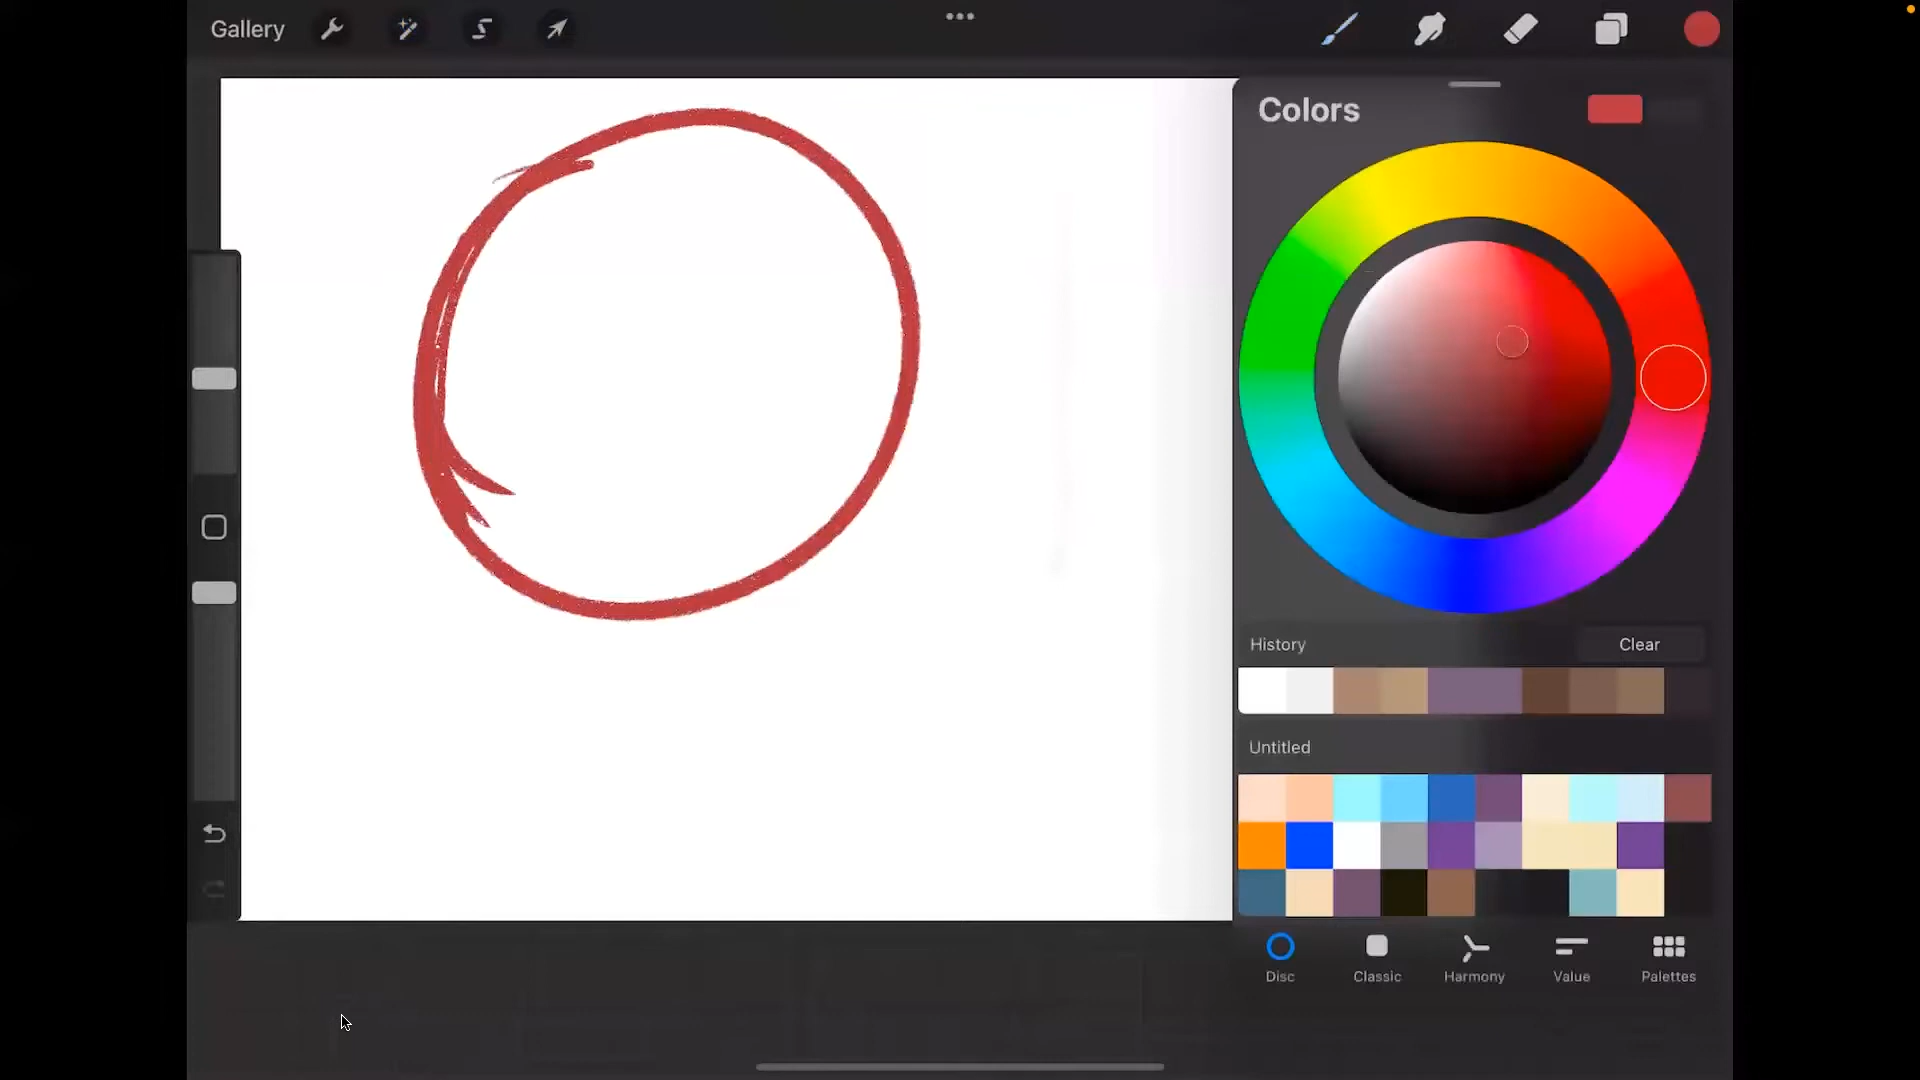 Gallery
Colors
History
Clear
Untitled
Disc
Classic
Harmony
Value
Palettes